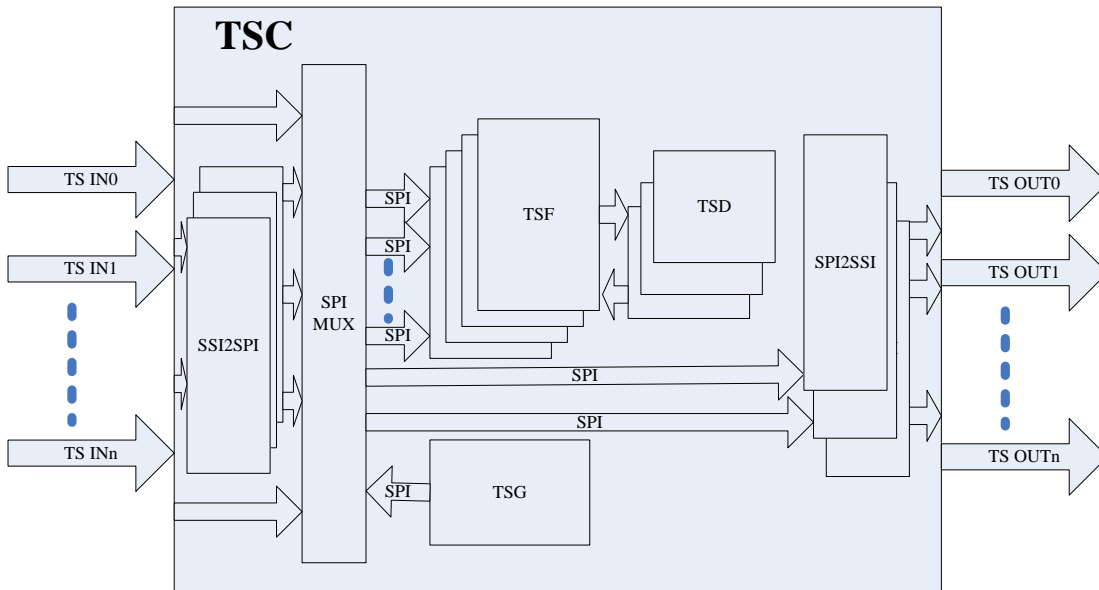 TSC
TS IN0
TS IN1
TS INn
SSI2SPI
SPI
MUX
SPI
SPI
SPI
TSF
TSD
SPI
SPI
SPI
TSG
SPI2SSI
TS OUT0
TS OUT1
TS OUTn